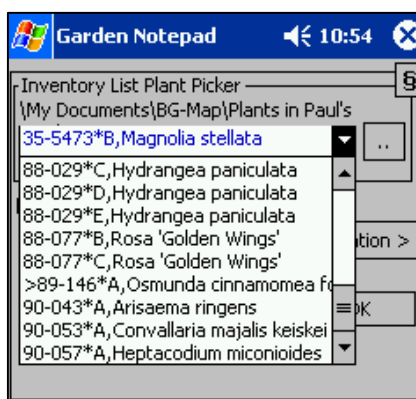 Garden Notepad 10:54
§
Inventory List Plant Picker
\My Documents\BG-Map\Plants in Paul's
35-5473*B,Magnolia stellata
..
88-029*C,Hydrangea paniculata
88-029*D,Hydrangea paniculata
88-029*E,Hydrangea paniculata
88-077*B,Rosa 'Golden Wings'
88-077*C,Rosa 'Golden Wings'
tion >
>89-146*A,Osmunda cinnamomea fo
90-043*A,Arisaema ringens
OK
90-053*A,Convallaria majalis keiskei
90-057*A,Heptacodium miconioides